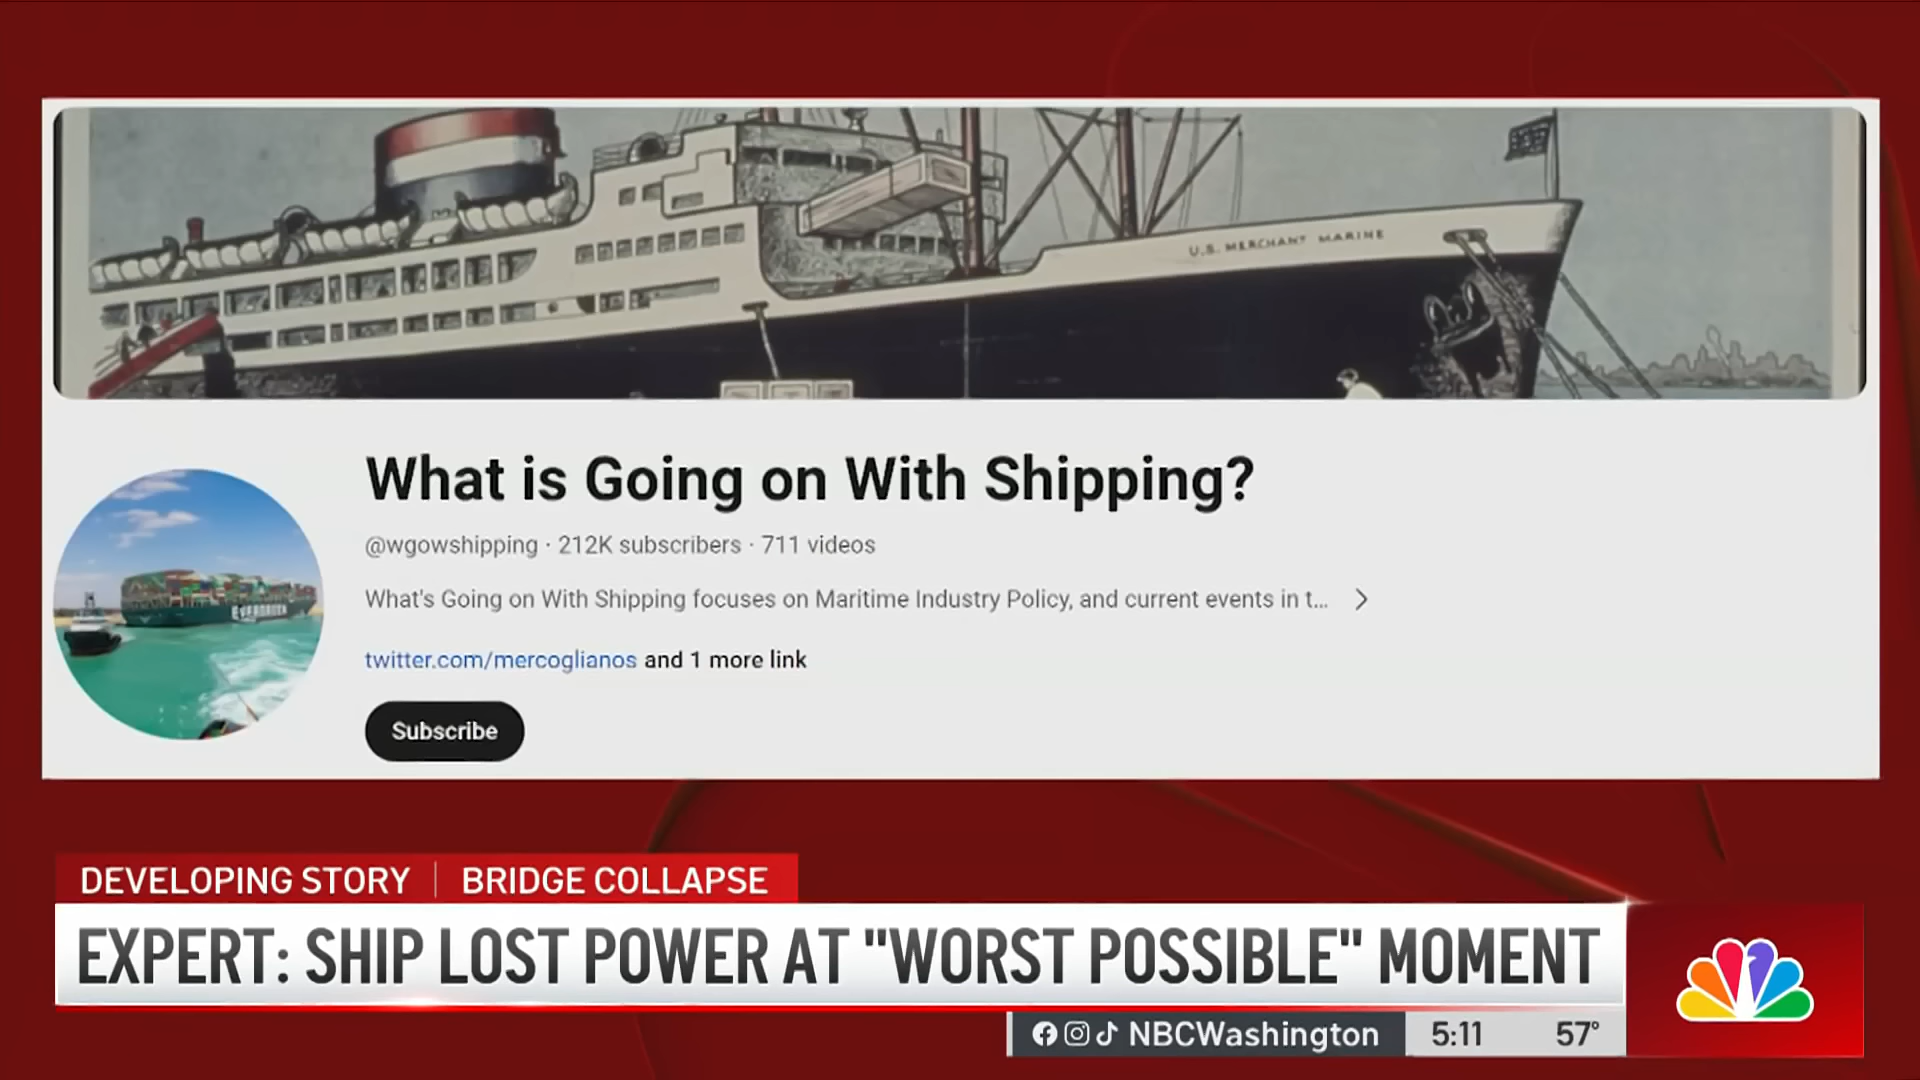 U.S. MERCHANT MARINE
What is Going on With Shipping?
EVERGREEN
@wgowshipping · 212K subscribers · 711 videos
What's Going on With Shipping focuses on Maritime Industry Policy, and current events in t...
twitter.com/mercoglianos and 1 more link
Subscribe
DEVELOPING STORY | BRIDGE COLLAPSE
EXPERT: SHIP LOST POWER AT "WORST POSSIBLE" MOMENT
NBCWashington 5:11 57°